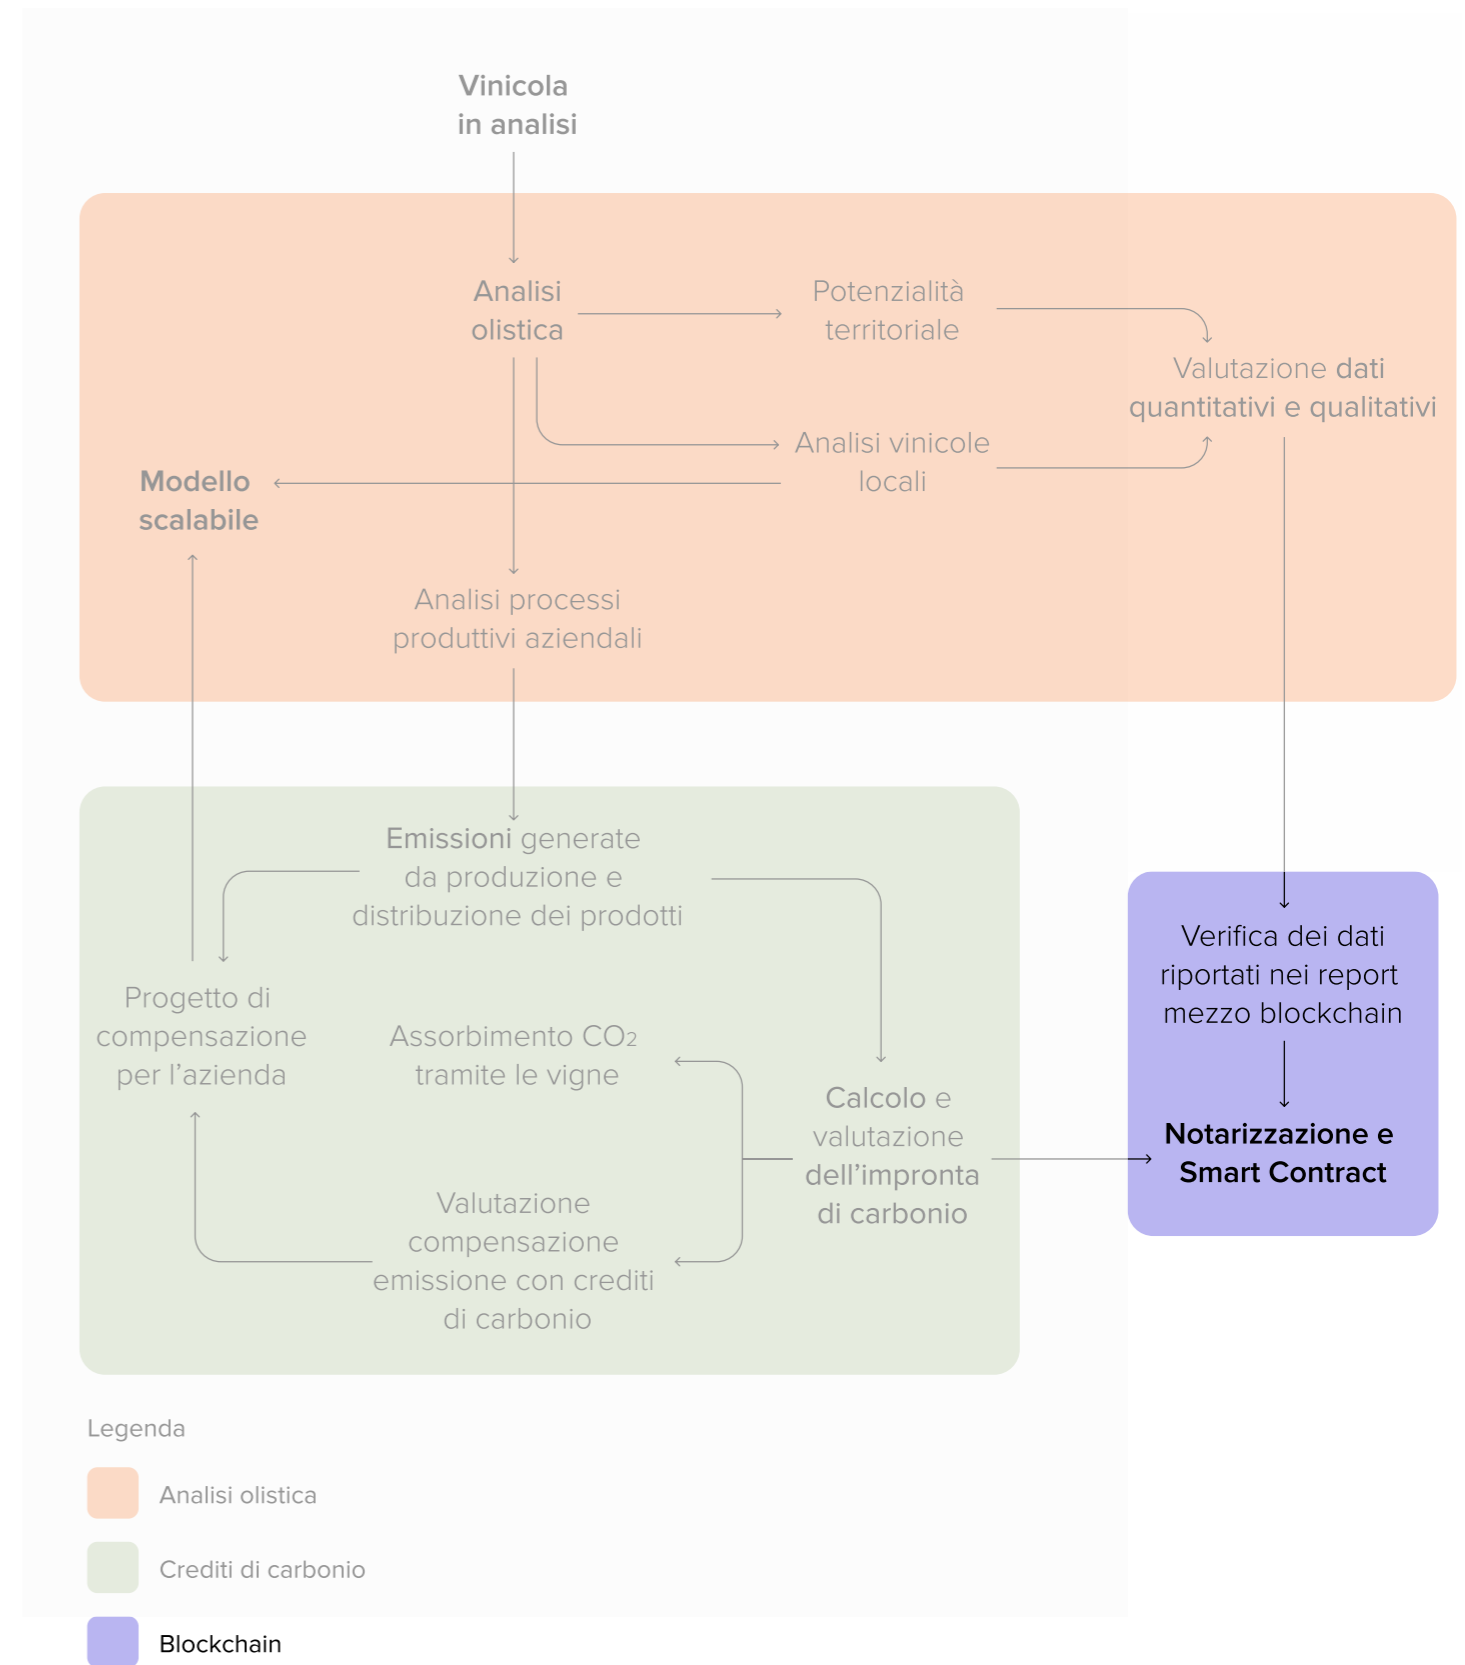 Vinicola
in analisi
Analisi
olistica
Potenzialità
territoriale
Valutazione dati
quantitativi e qualitativi
Analisi vinicole
locali
Modello
scalabile
Analisi processi
produttivi aziendali
Emissioni generate
da produzione e
distribuzione dei prodotti
Verifica dei dati
riportati nei report
mezzo blockchain
Progetto di
compensazione
per l’azienda
Assorbimento CO2
tramite le vigne
Calcolo e
valutazione
dell’impronta
di carbonio
Notarizzazione e
Smart Contract
Valutazione
compensazione
emissione con crediti
di carbonio
Legenda
Analisi olistica
Crediti di carbonio
Blockchain